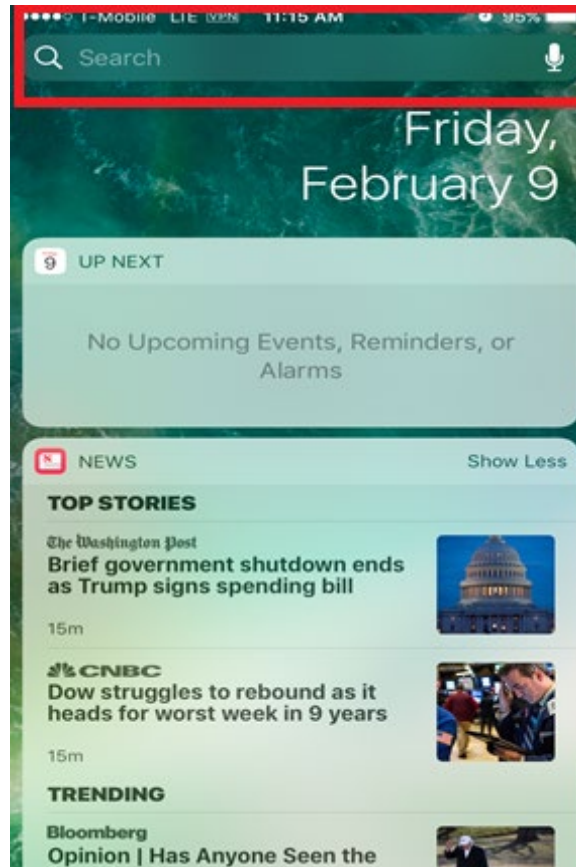 T-Mobile LTE VPN 11:15 AM 95%
Search
Friday,
February 9
9 UP NEXT
No Upcoming Events, Reminders, or
Alarms
NEWS Show Less
TOP STORIES
The Washington Post
Brief government shutdown ends
as Trump signs spending bill
15m
CNBC
Dow struggles to rebound as it
heads for worst week in 9 years
15m
TRENDING
Bloomberg
Opinion | Has Anyone Seen the